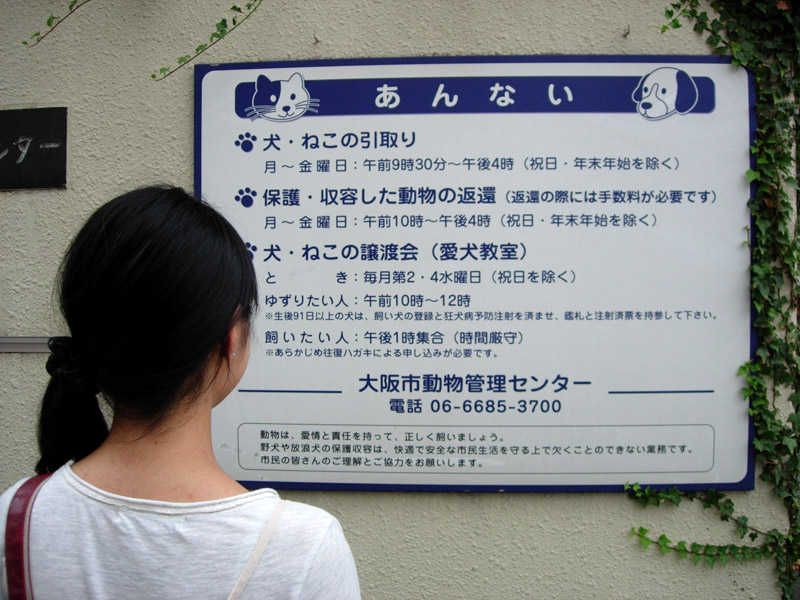 あんない
犬・ねこの引取り
月～金曜日：午前9時30分～午後4時（祝日・年末年始を除く）
ンター
保護・収容した動物の返還（返還の際には手数料が必要です）
月～金曜日：午前10時～午後4時（祝日・年末年始を除く）
犬・ねこの譲渡会（愛犬教室）
と　　き：毎月第2・4水曜日（祝日を除く）
ゆずりたい人：午前10時～12時
※生後91日以上の犬は、飼い犬の登録と狂犬病予防注射を済ませ、鑑札と注射済票を持参して下さい。
飼いたい人：午後1時集合（時間厳守）
※あらかじめ往復ハガキによる申し込みが必要です。
大阪市動物管理センター
電話 06-6685-3700
動物は、愛情と責任を持って、正しく飼いましょう。
野犬や放浪犬の保護収容は、快適で安全な市民生活を守る上で欠くことのできない業務です。
市民の皆さんのご理解とご協力をお願いします。